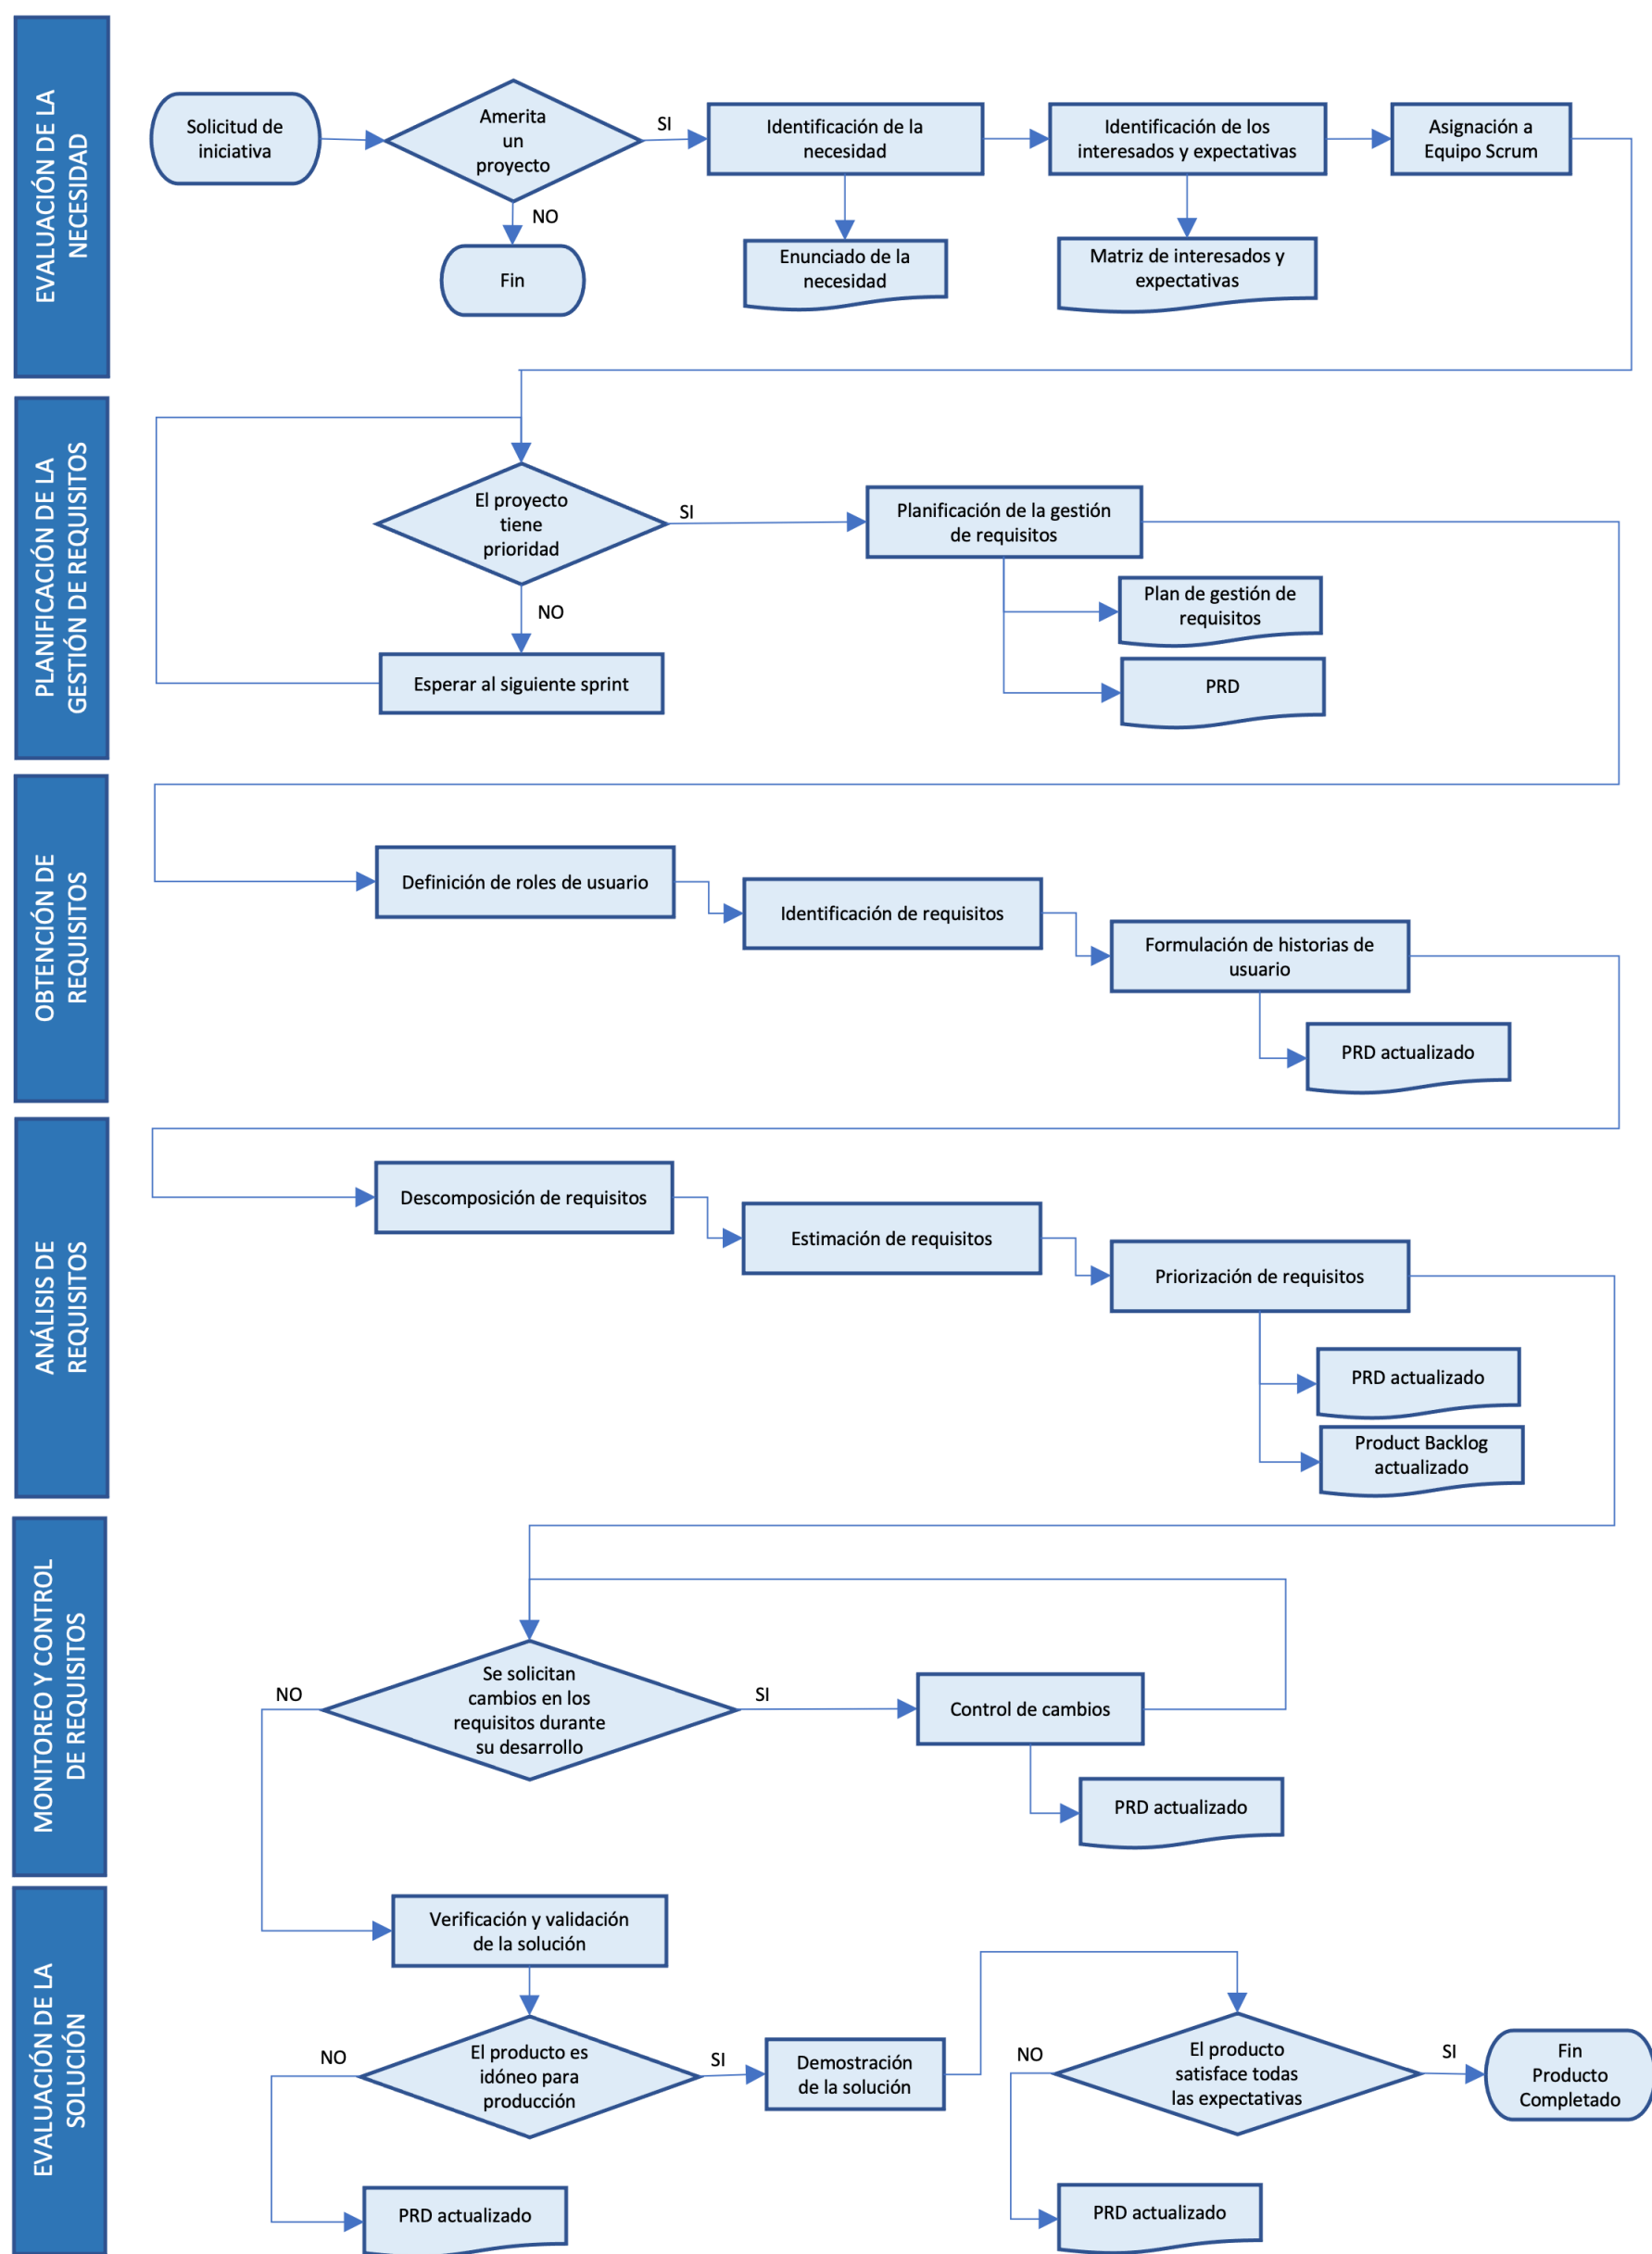 EVALUACIÓN DE LA
NECESIDAD
Solicitud de
iniciativa
Amerita
un
proyecto
SI
NO
Fin
Identificación de la
necesidad
Enunciado de la
necesidad
Identificación de los
interesados y expectativas
Matriz de interesados y
expectativas
Asignación a
Equipo Scrum
PLANIFICACIÓN DE LA
GESTIÓN DE REQUISITOS
El proyecto
tiene
prioridad
SI
NO
Esperar al siguiente sprint
Planificación de la gestión
de requisitos
Plan de gestión de
requisitos
PRD
OBTENCIÓN DE
REQUISITOS
Definición de roles de usuario
Identificación de requisitos
Formulación de historias de
usuario
PRD actualizado
ANÁLISIS DE
REQUISITOS
Descomposición de requisitos
Estimación de requisitos
Priorización de requisitos
PRD actualizado
Product Backlog
actualizado
MONITOREO Y CONTROL
DE REQUISITOS
Se solicitan
cambios en los
requisitos durante
su desarrollo
NO
SI
Control de cambios
PRD actualizado
EVALUACIÓN DE LA
SOLUCIÓN
Verificación y validación
de la solución
El producto es
idóneo para
producción
NO
SI
PRD actualizado
Demostración
de la solución
El producto
satisface todas
las expectativas
NO
SI
PRD actualizado
Fin
Producto
Completado